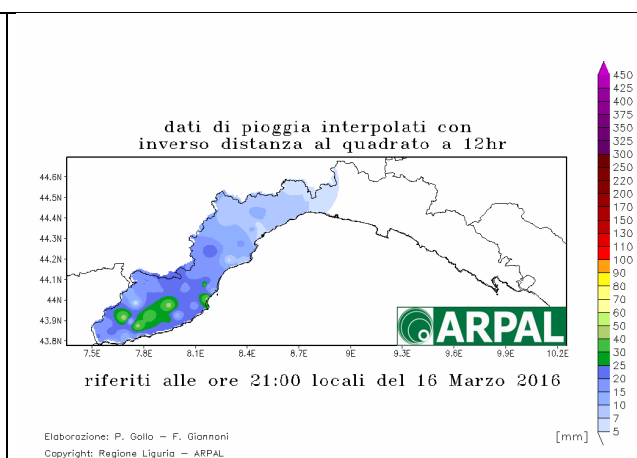 dati di pioggia interpolati con
inverso distanza al quadrato a 12hr
44.6N
44.5N
44.4N
44.3N
44.2N
44.1N
44N
43.9N
43.8N
7.5E 7.8E 8.1E 8.4E 8.7E 9E 9.3E 9.6E 9.9E 10.2E
ARPAL
riferiti alle ore 21:00 locali del 16 Marzo 2016
450
425
400
375
350
325
300
250
220
200
170
150
130
110
100
90
80
70
60
50
40
30
25
20
15
10
7
5
[mm]
Elaborazione: P. Gollo – F. Giannoni
Copyright: Regione Liguria – ARPAL